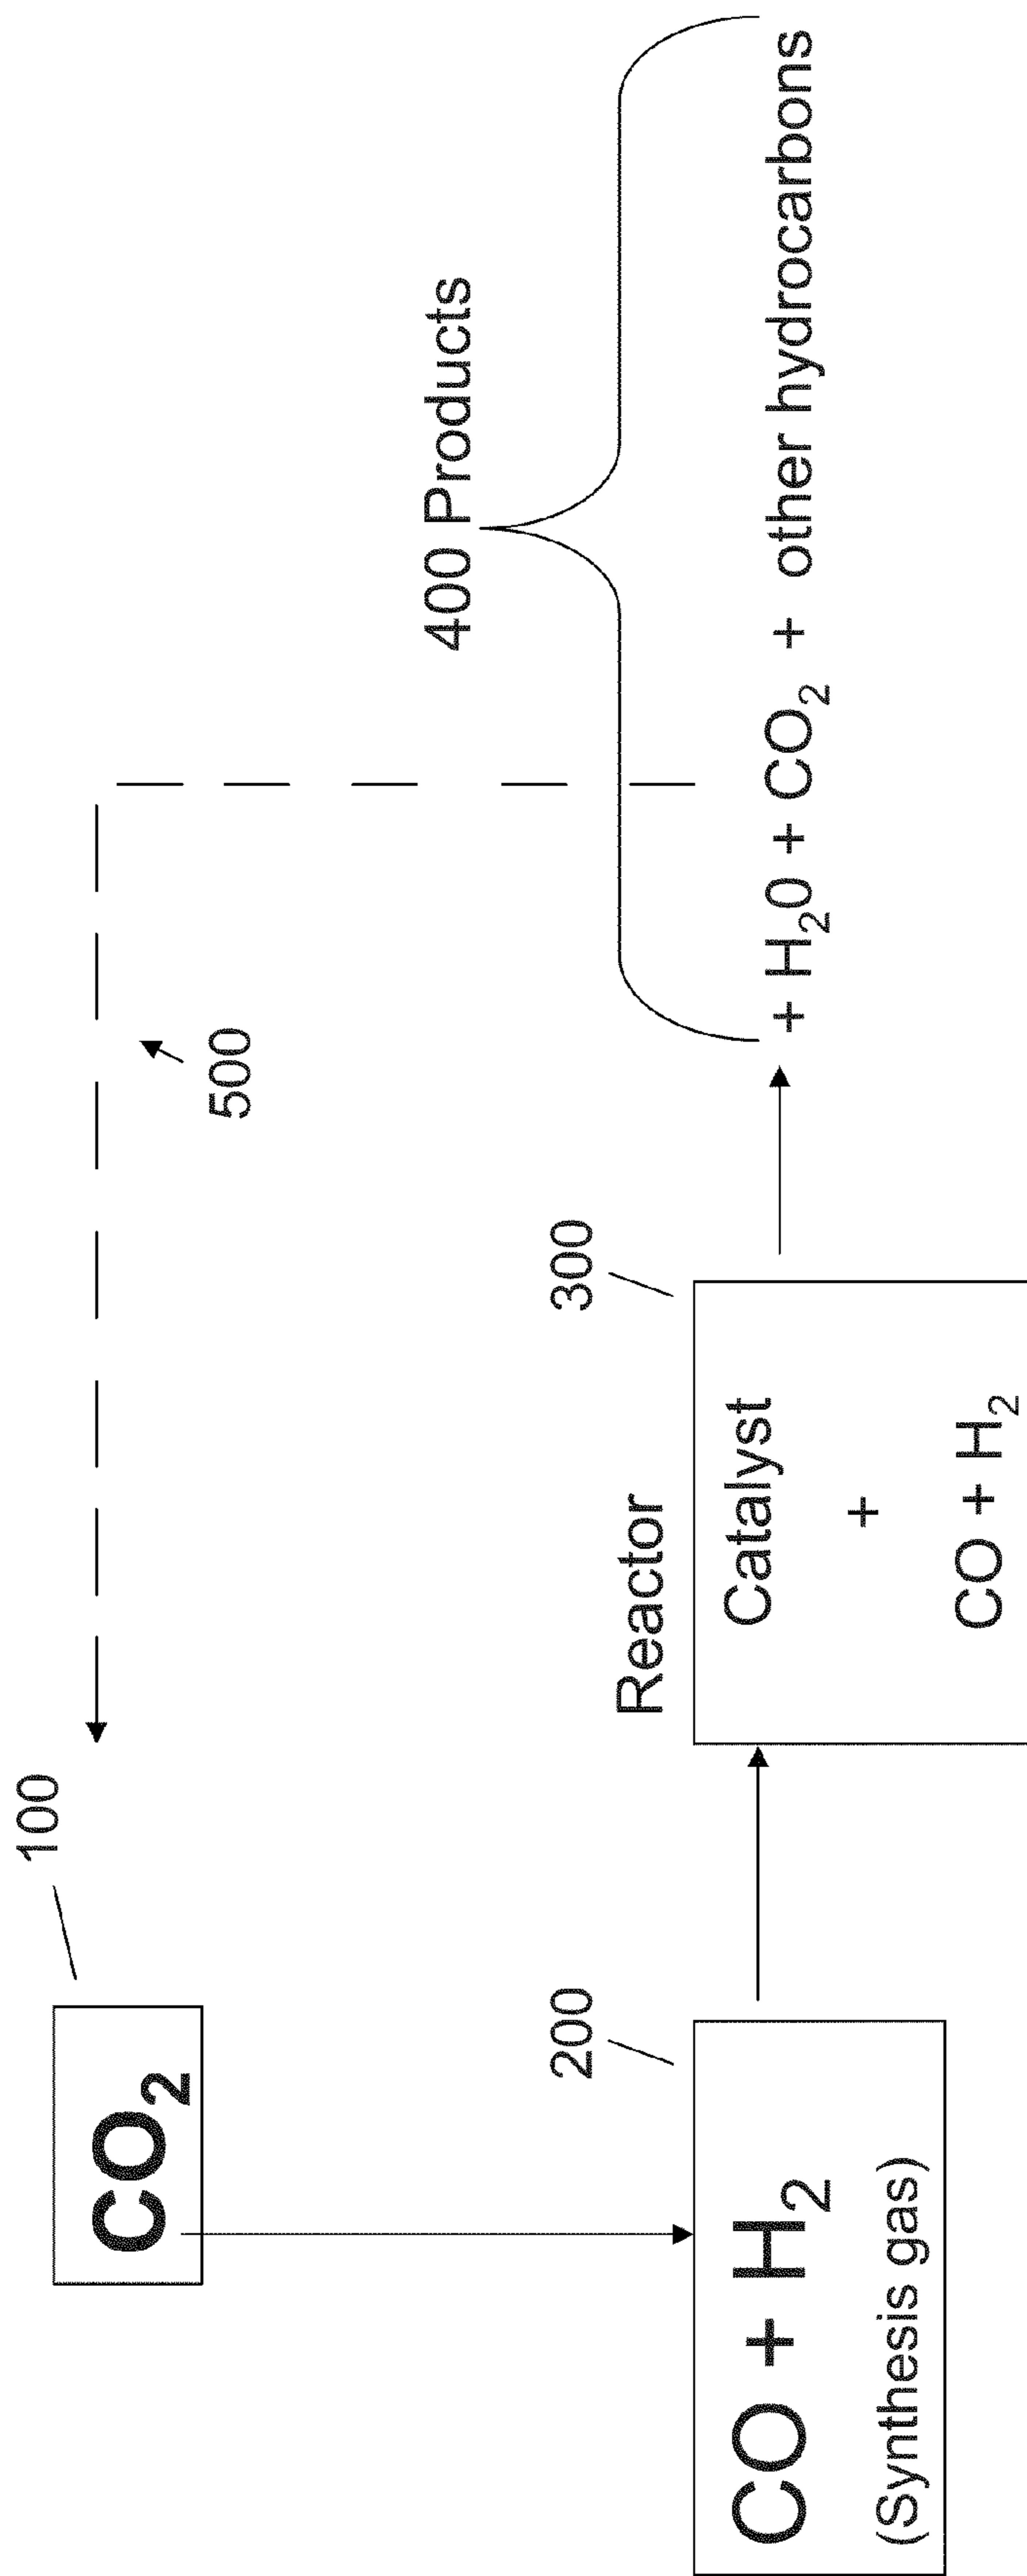 100
CO₂
500
400 Products
200
CO + H₂
(Synthesis gas)
Reactor
300
Catalyst
+
CO + H₂
+ H₂0 + CO₂ + other hydrocarbons